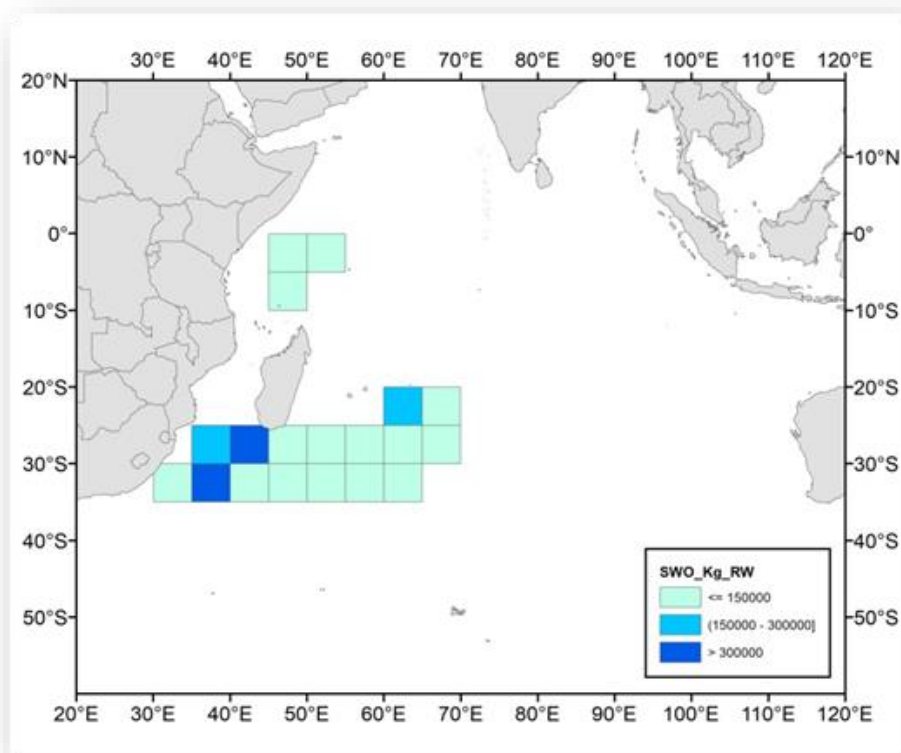 30°E 40°E 50°E 60°E 70°E 80°E 90°E 100°E 110°E 120°E
20°N
10°N 10°N
0° 0°
10°S 10°S
20°S 20°S
30°S 30°S
40°S 40°S
50°S 50°S
SWO_Kg_RW
<= 150000
(150000 - 300000]
> 300000
20°E 30°E 40°E 50°E 60°E 70°E 80°E 90°E 100°E 110°E 120°E